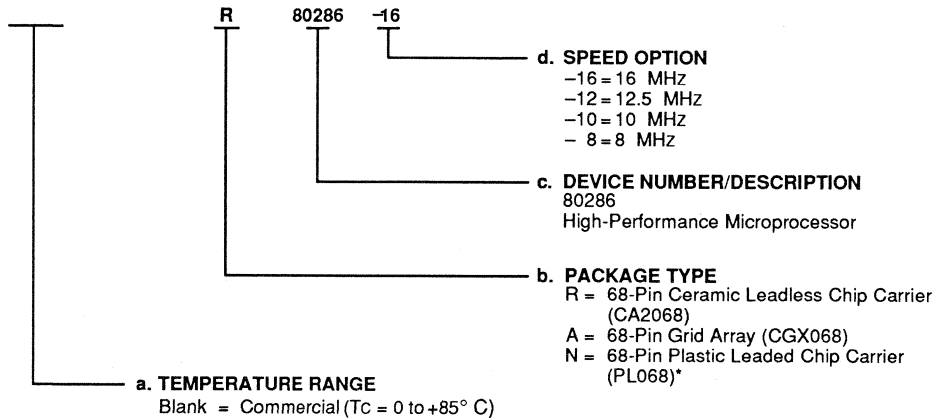 R 80286 –16
d. SPEED OPTION
–16 = 16 MHz
–12 = 12.5 MHz
–10 = 10 MHz
– 8 = 8 MHz
c. DEVICE NUMBER/DESCRIPTION
80286
High-Performance Microprocessor
b. PACKAGE TYPE
R = 68-Pin Ceramic Leadless Chip Carrier
(CA2068)
A = 68-Pin Grid Array (CGX068)
N = 68-Pin Plastic Leaded Chip Carrier
(PL068)*
a. TEMPERATURE RANGE
Blank = Commercial (Tc = 0 to +85° C)